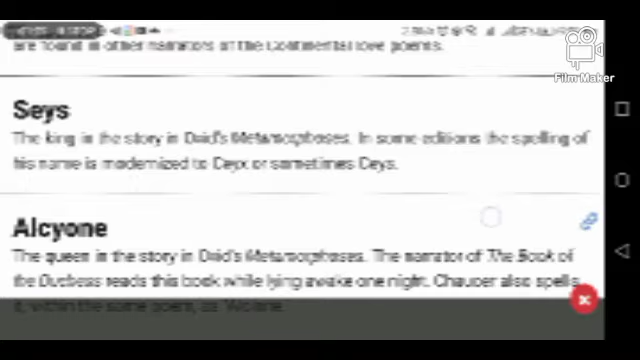 are found in other narrators of the Continental love poems.
Film Maker
Seys
The king in the story in Ovid's Metamorphoses. In some editions the spelling of
his name is modernized to Ceyx or sometimes Ceys.
Alcyone
The queen in the story in Ovid's Metamorphoses. The narrator of The Book of
the Duchess reads this book while lying awake one night. Chaucer also spells
it, within the same poem, as